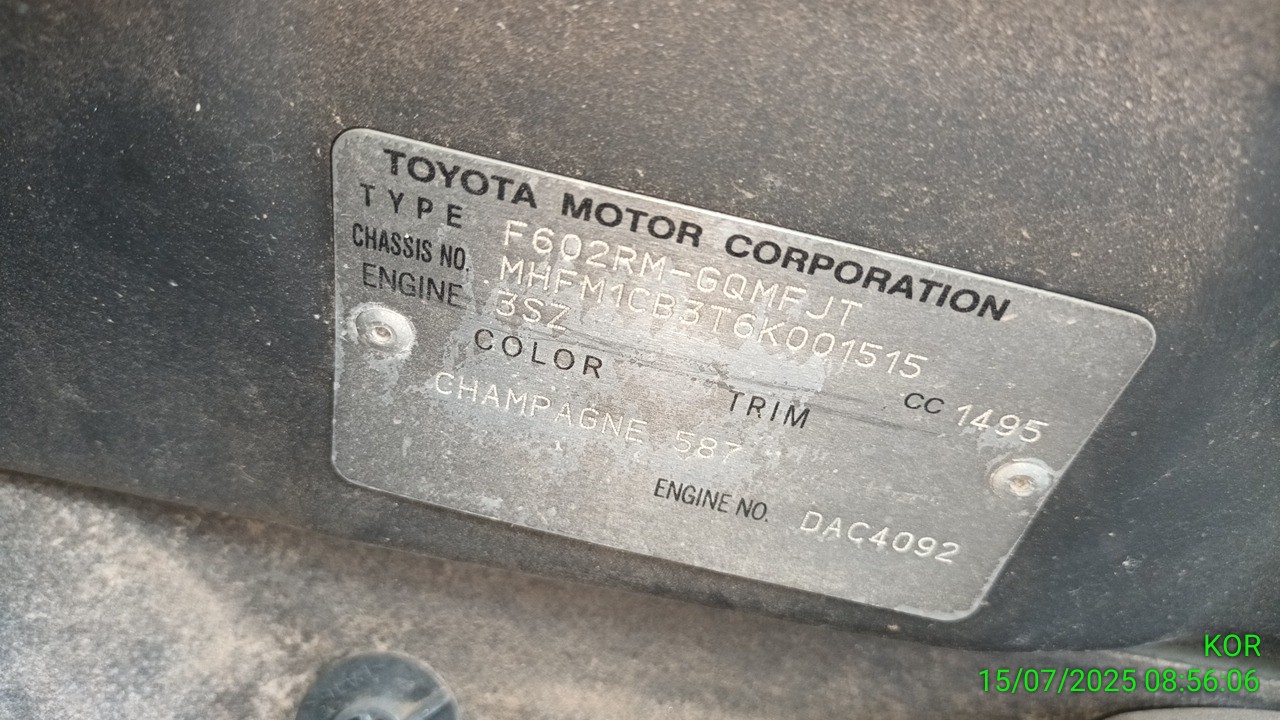 TOYOTA MOTOR CORPORATION
TYPE F602RM-GQMFJT
CHASSIS NO. MHFM1CB3T6K001515
ENGINE 3SZ CC 1495
COLOR TRIM
CHAMPAGNE 587
ENGINE NO. DAC4092
KOR
15/07/2025 08:56:06